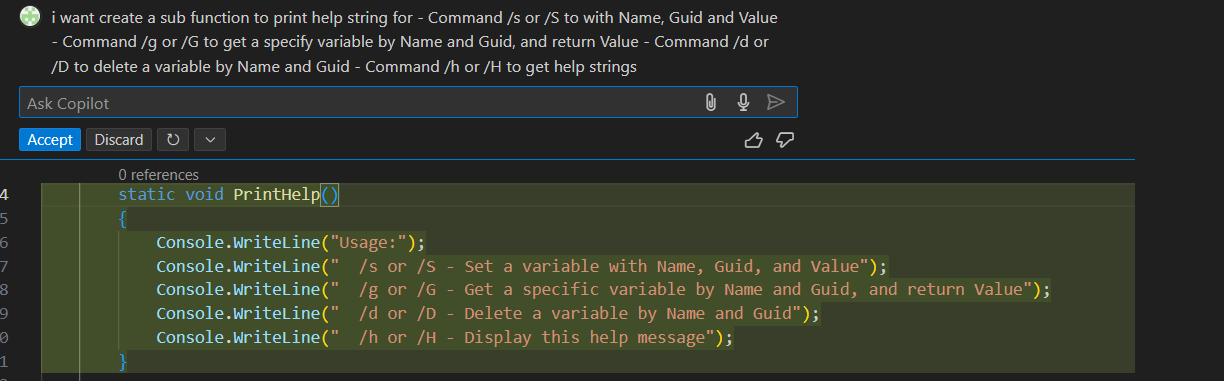 i want create a sub function to print help string for - Command /s or /S to with Name, Guid and Value
- Command /g or /G to get a specify variable by Name and Guid, and return Value - Command /d or
/D to delete a variable by Name and Guid - Command /h or /H to get help strings
Ask Copilot
Accept Discard
0 references
4 static void PrintHelp()
5 {
6 Console.WriteLine("Usage:");
7 Console.WriteLine("  /s or /S - Set a variable with Name, Guid, and Value");
8 Console.WriteLine("  /g or /G - Get a specific variable by Name and Guid, and return Value");
9 Console.WriteLine("  /d or /D - Delete a variable by Name and Guid");
0 Console.WriteLine("  /h or /H - Display this help message");
1 }